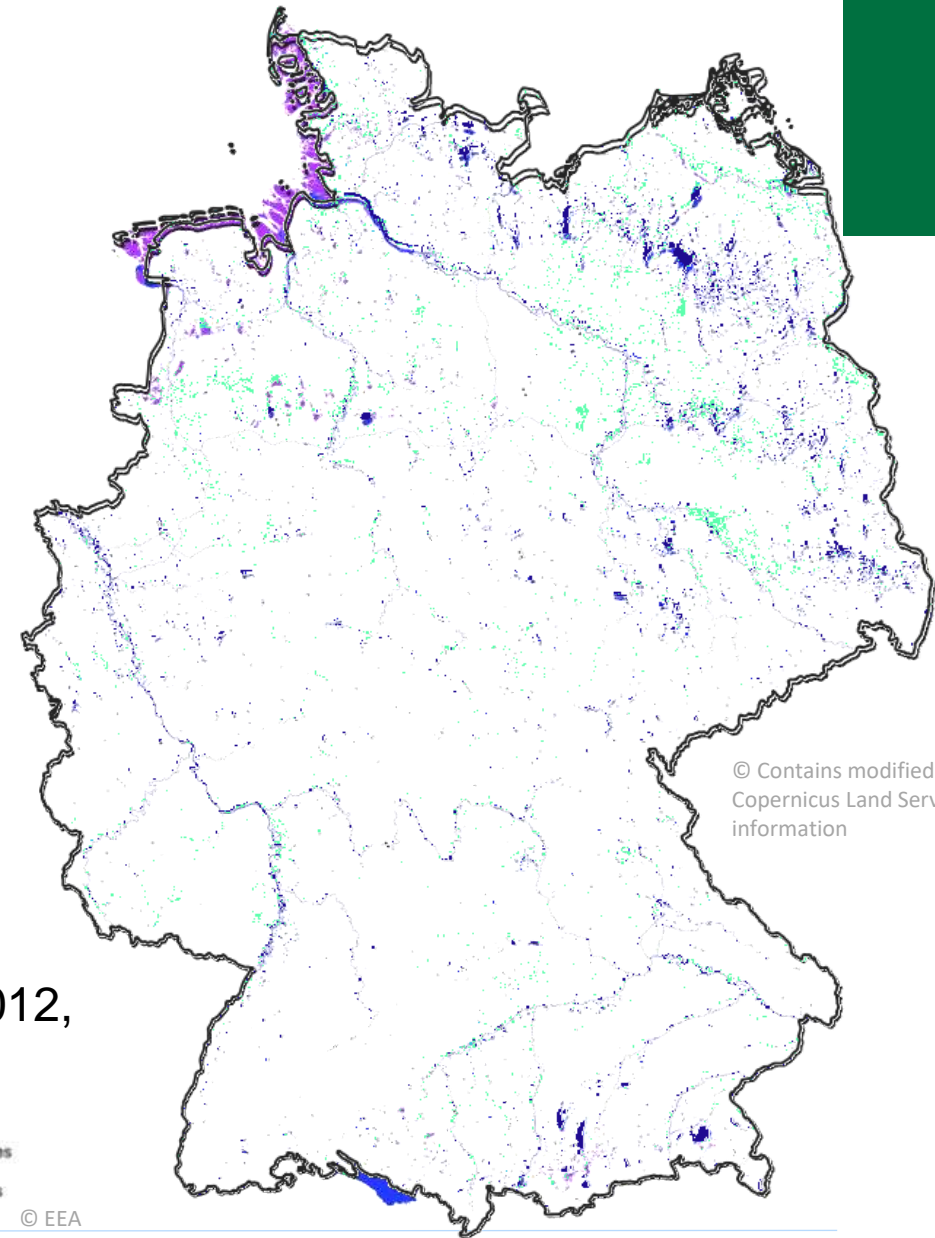 © Contains modified
Copernicus Land Serv
information
012,
© EEA